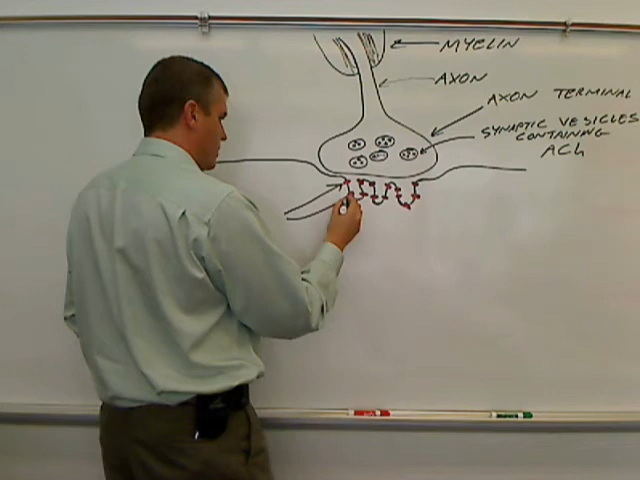 MYELIN
AXON
AXON TERMINAL
SYNAPTIC VESICLES
CONTAINING
ACh